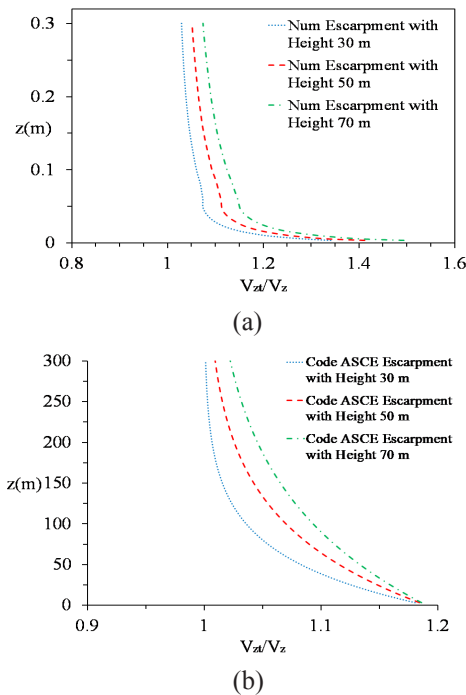 0.3
0.2
0.1
0
z(m)
Num Escarpment with
Height 30 m
Num Escarpment with
Height 50 m
Num Escarpment with
Height 70 m
0.8
1
1.2
1.4
1.6
Vzt/Vz
(a)
300
250
200
150
100
50
0
z(m)
Code ASCE Escarpment
with Height 30 m
Code ASCE Escarpment
with Height 50 m
Code ASCE Escarpment
with Height 70 m
0.9
1
1.1
1.2
Vzt/Vz
(b)